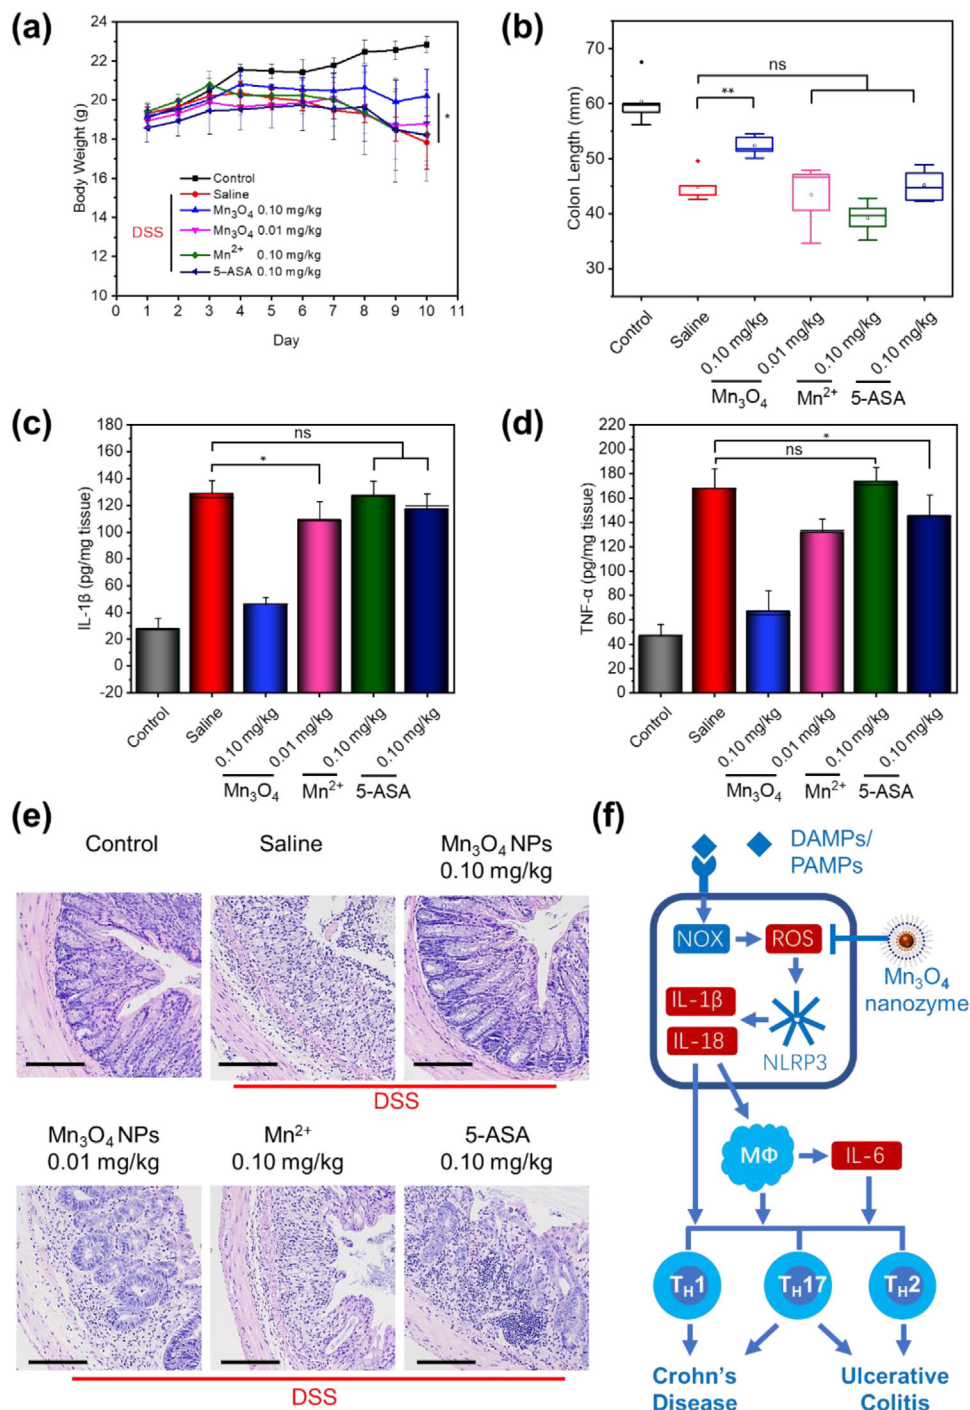 (a)
24
22
20
18
16
14
12
10
Body Weight (g)
Control
Saline
Mn₃O₄ 0.10 mg/kg
Mn₃O₄ 0.01 mg/kg
Mn²⁺ 0.10 mg/kg
5-ASA 0.10 mg/kg
DSS
*
0 1 2 3 4 5 6 7 8 9 10 11
Day
(b)
70
60
50
40
30
Colon Length (mm)
ns
**
Control
Saline
0.10 mg/kg
0.01 mg/kg
0.10 mg/kg
0.10 mg/kg
Mn₃O₄
Mn²⁺
5-ASA
(c)
180
160
140
120
100
80
60
40
20
0
-20
IL-1β (pg/mg tissue)
ns
*
Control
Saline
0.10 mg/kg
0.01 mg/kg
0.10 mg/kg
0.10 mg/kg
Mn₃O₄
Mn²⁺
5-ASA
(d)
220
200
180
160
140
120
100
80
60
40
20
0
TNF-α (pg/mg tissue)
*
ns
Control
Saline
0.10 mg/kg
0.01 mg/kg
0.10 mg/kg
0.10 mg/kg
Mn₃O₄
Mn²⁺
5-ASA
(e)
Control
Saline
Mn₃O₄ NPs
0.10 mg/kg
DSS
Mn₃O₄ NPs
0.01 mg/kg
Mn²⁺
0.10 mg/kg
5-ASA
0.10 mg/kg
DSS
(f)
DAMPs/
PAMPs
NOX
ROS
Mn₃O₄
nanozyme
IL-1β
IL-18
NLRP3
MΦ
IL-6
T_H1
T_H17
T_H2
Crohn's
Disease
Ulcerative
Colitis